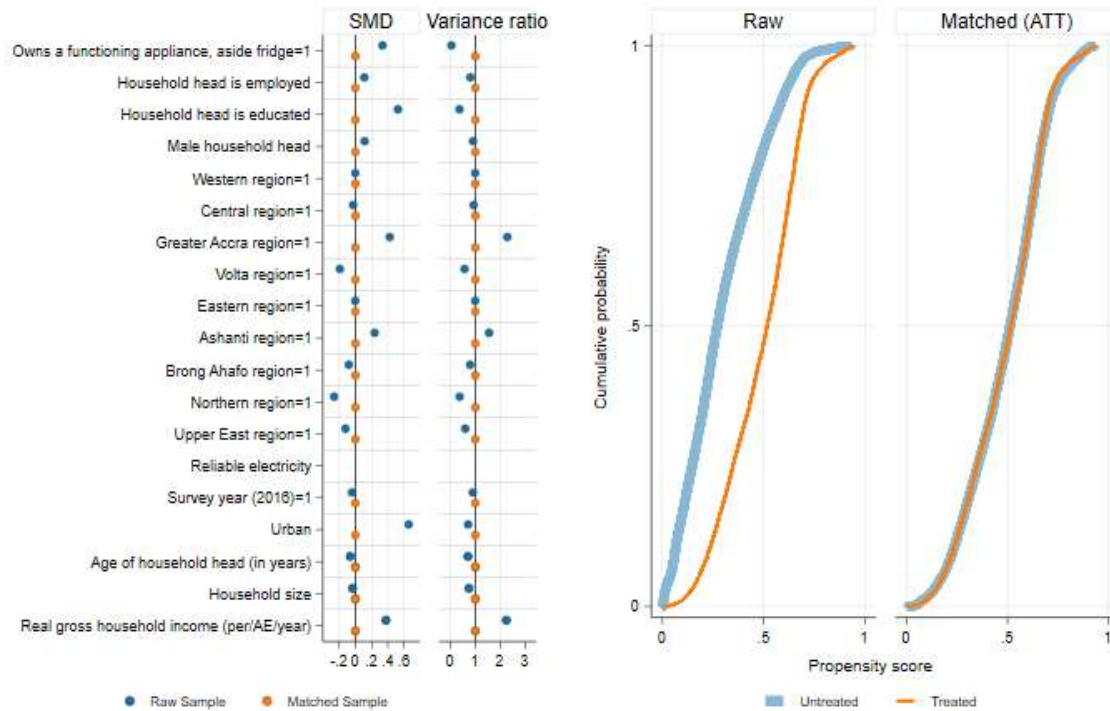 SMD Variance ratio
Owns a functioning appliance, aside fridge=1
Household head is employed
Household head is educated
Male household head
Western region=1
Central region=1
Greater Accra region=1
Volta region=1
Eastern region=1
Ashanti region=1
Brong Ahafo region=1
Northern region=1
Upper East region=1
Reliable electricity
Survey year (2016)=1
Urban
Age of household head (in years)
Household size
Real gross household income (per/AE/year)
-.2 0 .2 .4 .6 0 1 2 3
Raw Sample Matched Sample
Raw Matched (ATT)
1
.5
0
Cumulative probability
0 .5 1 0 .5 1
Propensity score
Untreated Treated